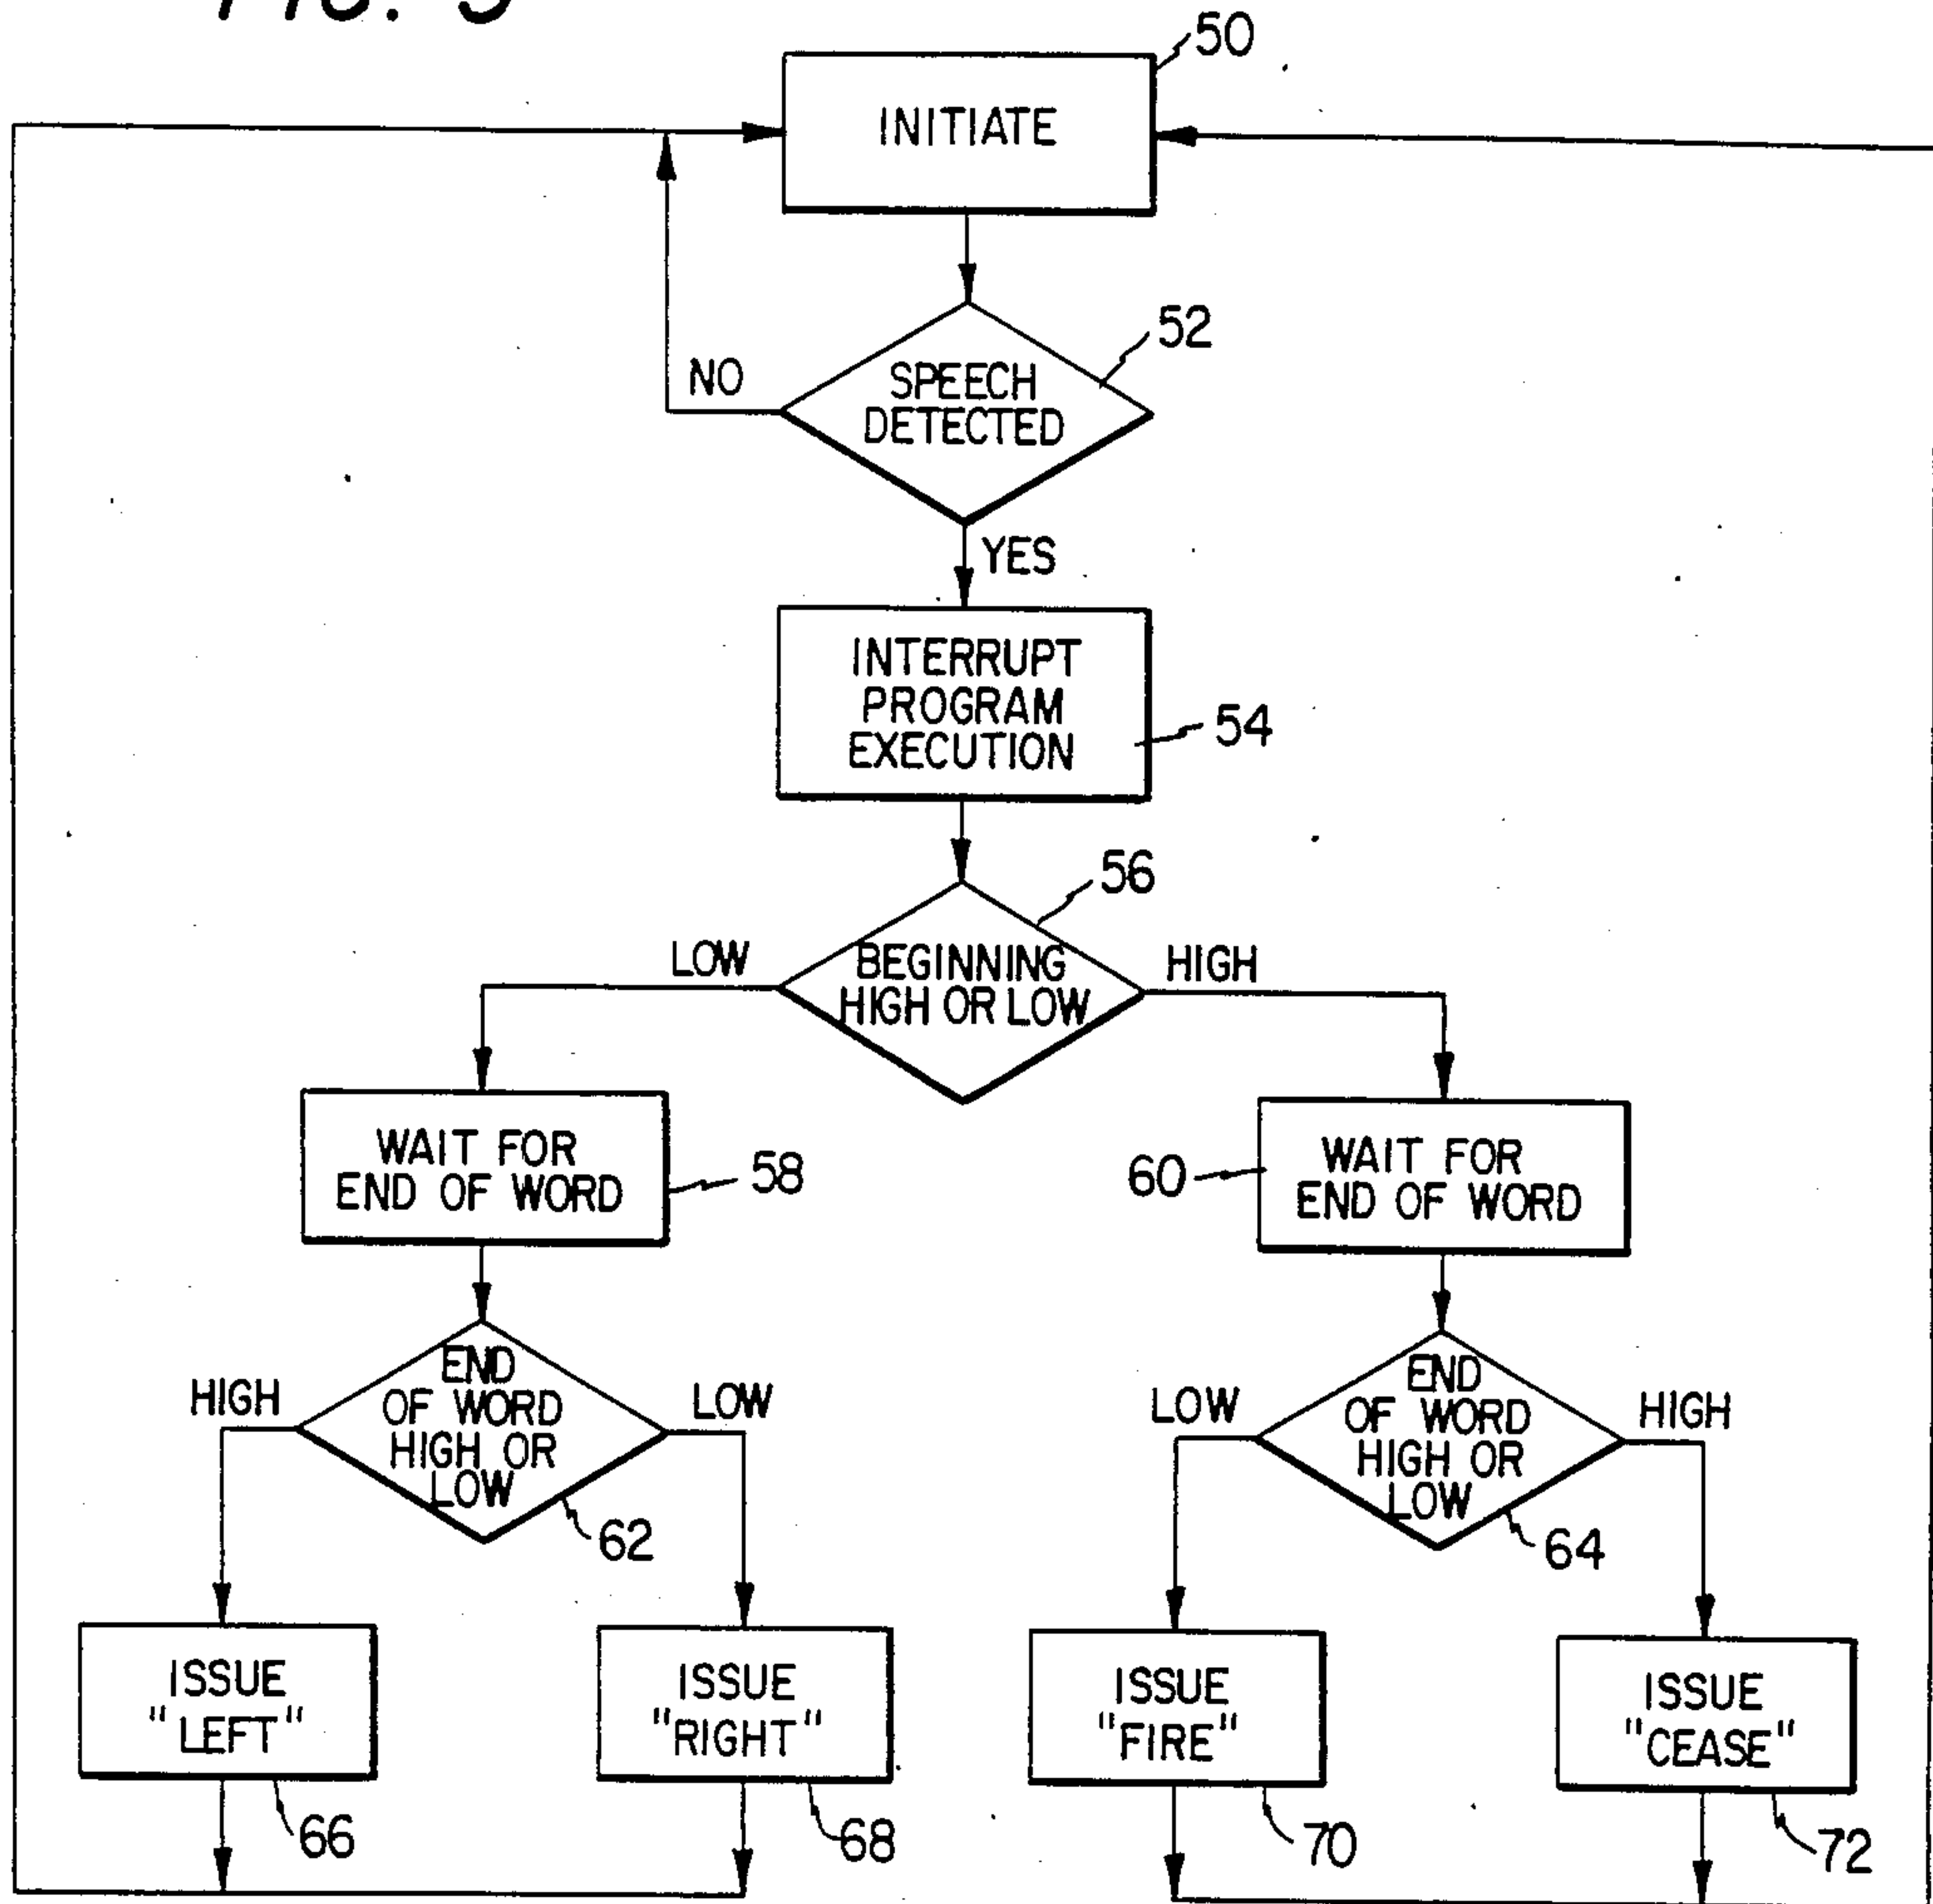 FIG. 5
50
INITIATE
52
SPEECH
DETECTED
NO
YES
INTERRUPT
PROGRAM
EXECUTION
54
56
BEGINNING
HIGH OR LOW
LOW
HIGH
WAIT FOR
END OF WORD
58
60
WAIT FOR
END OF WORD
HIGH
END
OF WORD
HIGH OR
LOW
LOW
62
LOW
END
OF WORD
HIGH OR
LOW
HIGH
64
ISSUE
"LEFT"
66
ISSUE
"RIGHT"
68
ISSUE
"FIRE"
70
ISSUE
"CEASE"
72